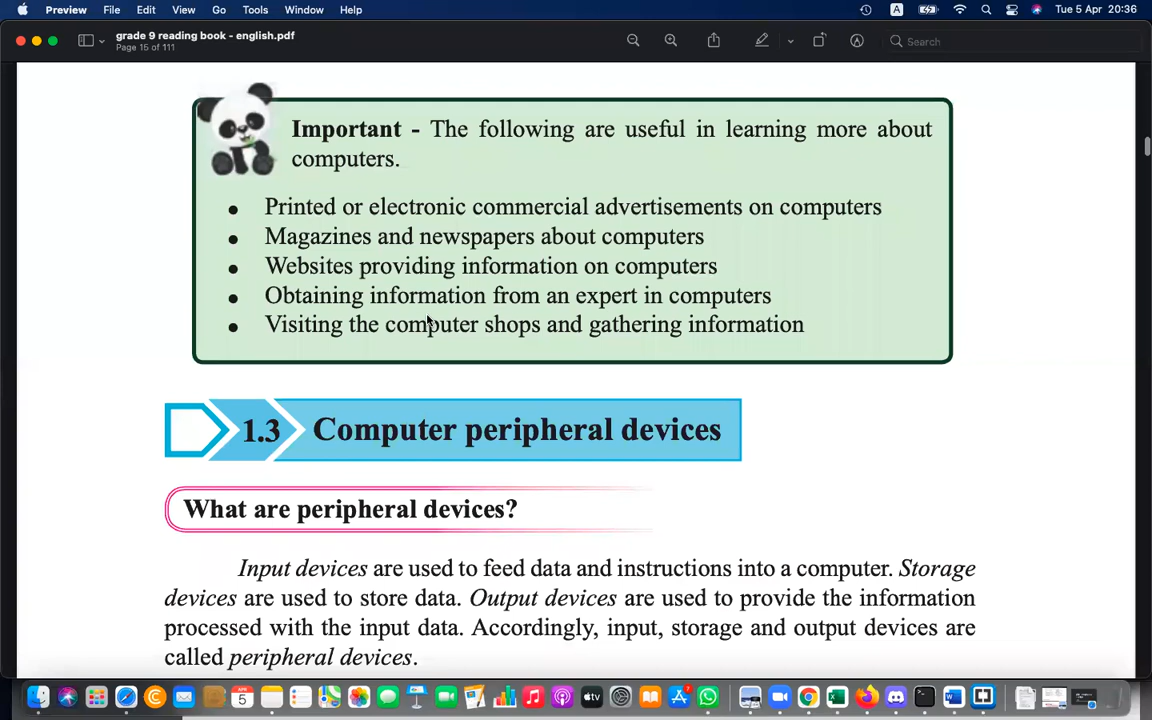 Preview File Edit View Go Tools Window Help A Tue 5 Apr 20:36
grade 9 reading book - english.pdf
Page 15 of 111
Search
Important - The following are useful in learning more about
computers.
● Printed or electronic commercial advertisements on computers
● Magazines and newspapers about computers
● Websites providing information on computers
● Obtaining information from an expert in computers
● Visiting the computer shops and gathering information
1.3 Computer peripheral devices
What are peripheral devices?
Input devices are used to feed data and instructions into a computer. Storage
devices are used to store data. Output devices are used to provide the information
processed with the input data. Accordingly, input, storage and output devices are
called peripheral devices.
APR
5
tv